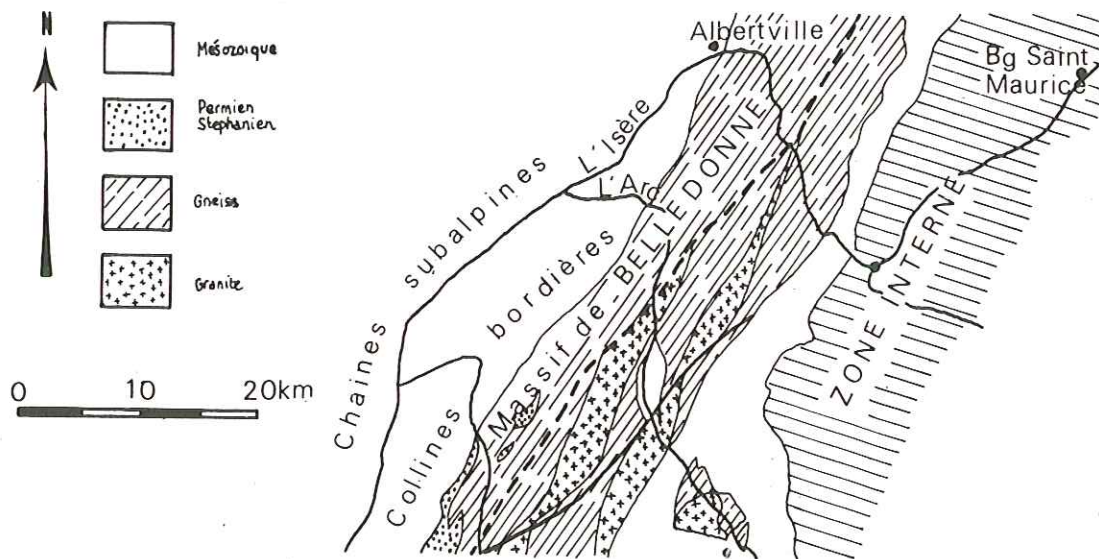 N
Mésozoïque
Permien
Stephanien
Gneiss
Granite
0 10 20km
Albertville
Bg Saint
Maurice
L'Isère
L'Arc
Chaines subalpines
Collines bordières
Massif de BELLEDONNE
ZONE INTERNE